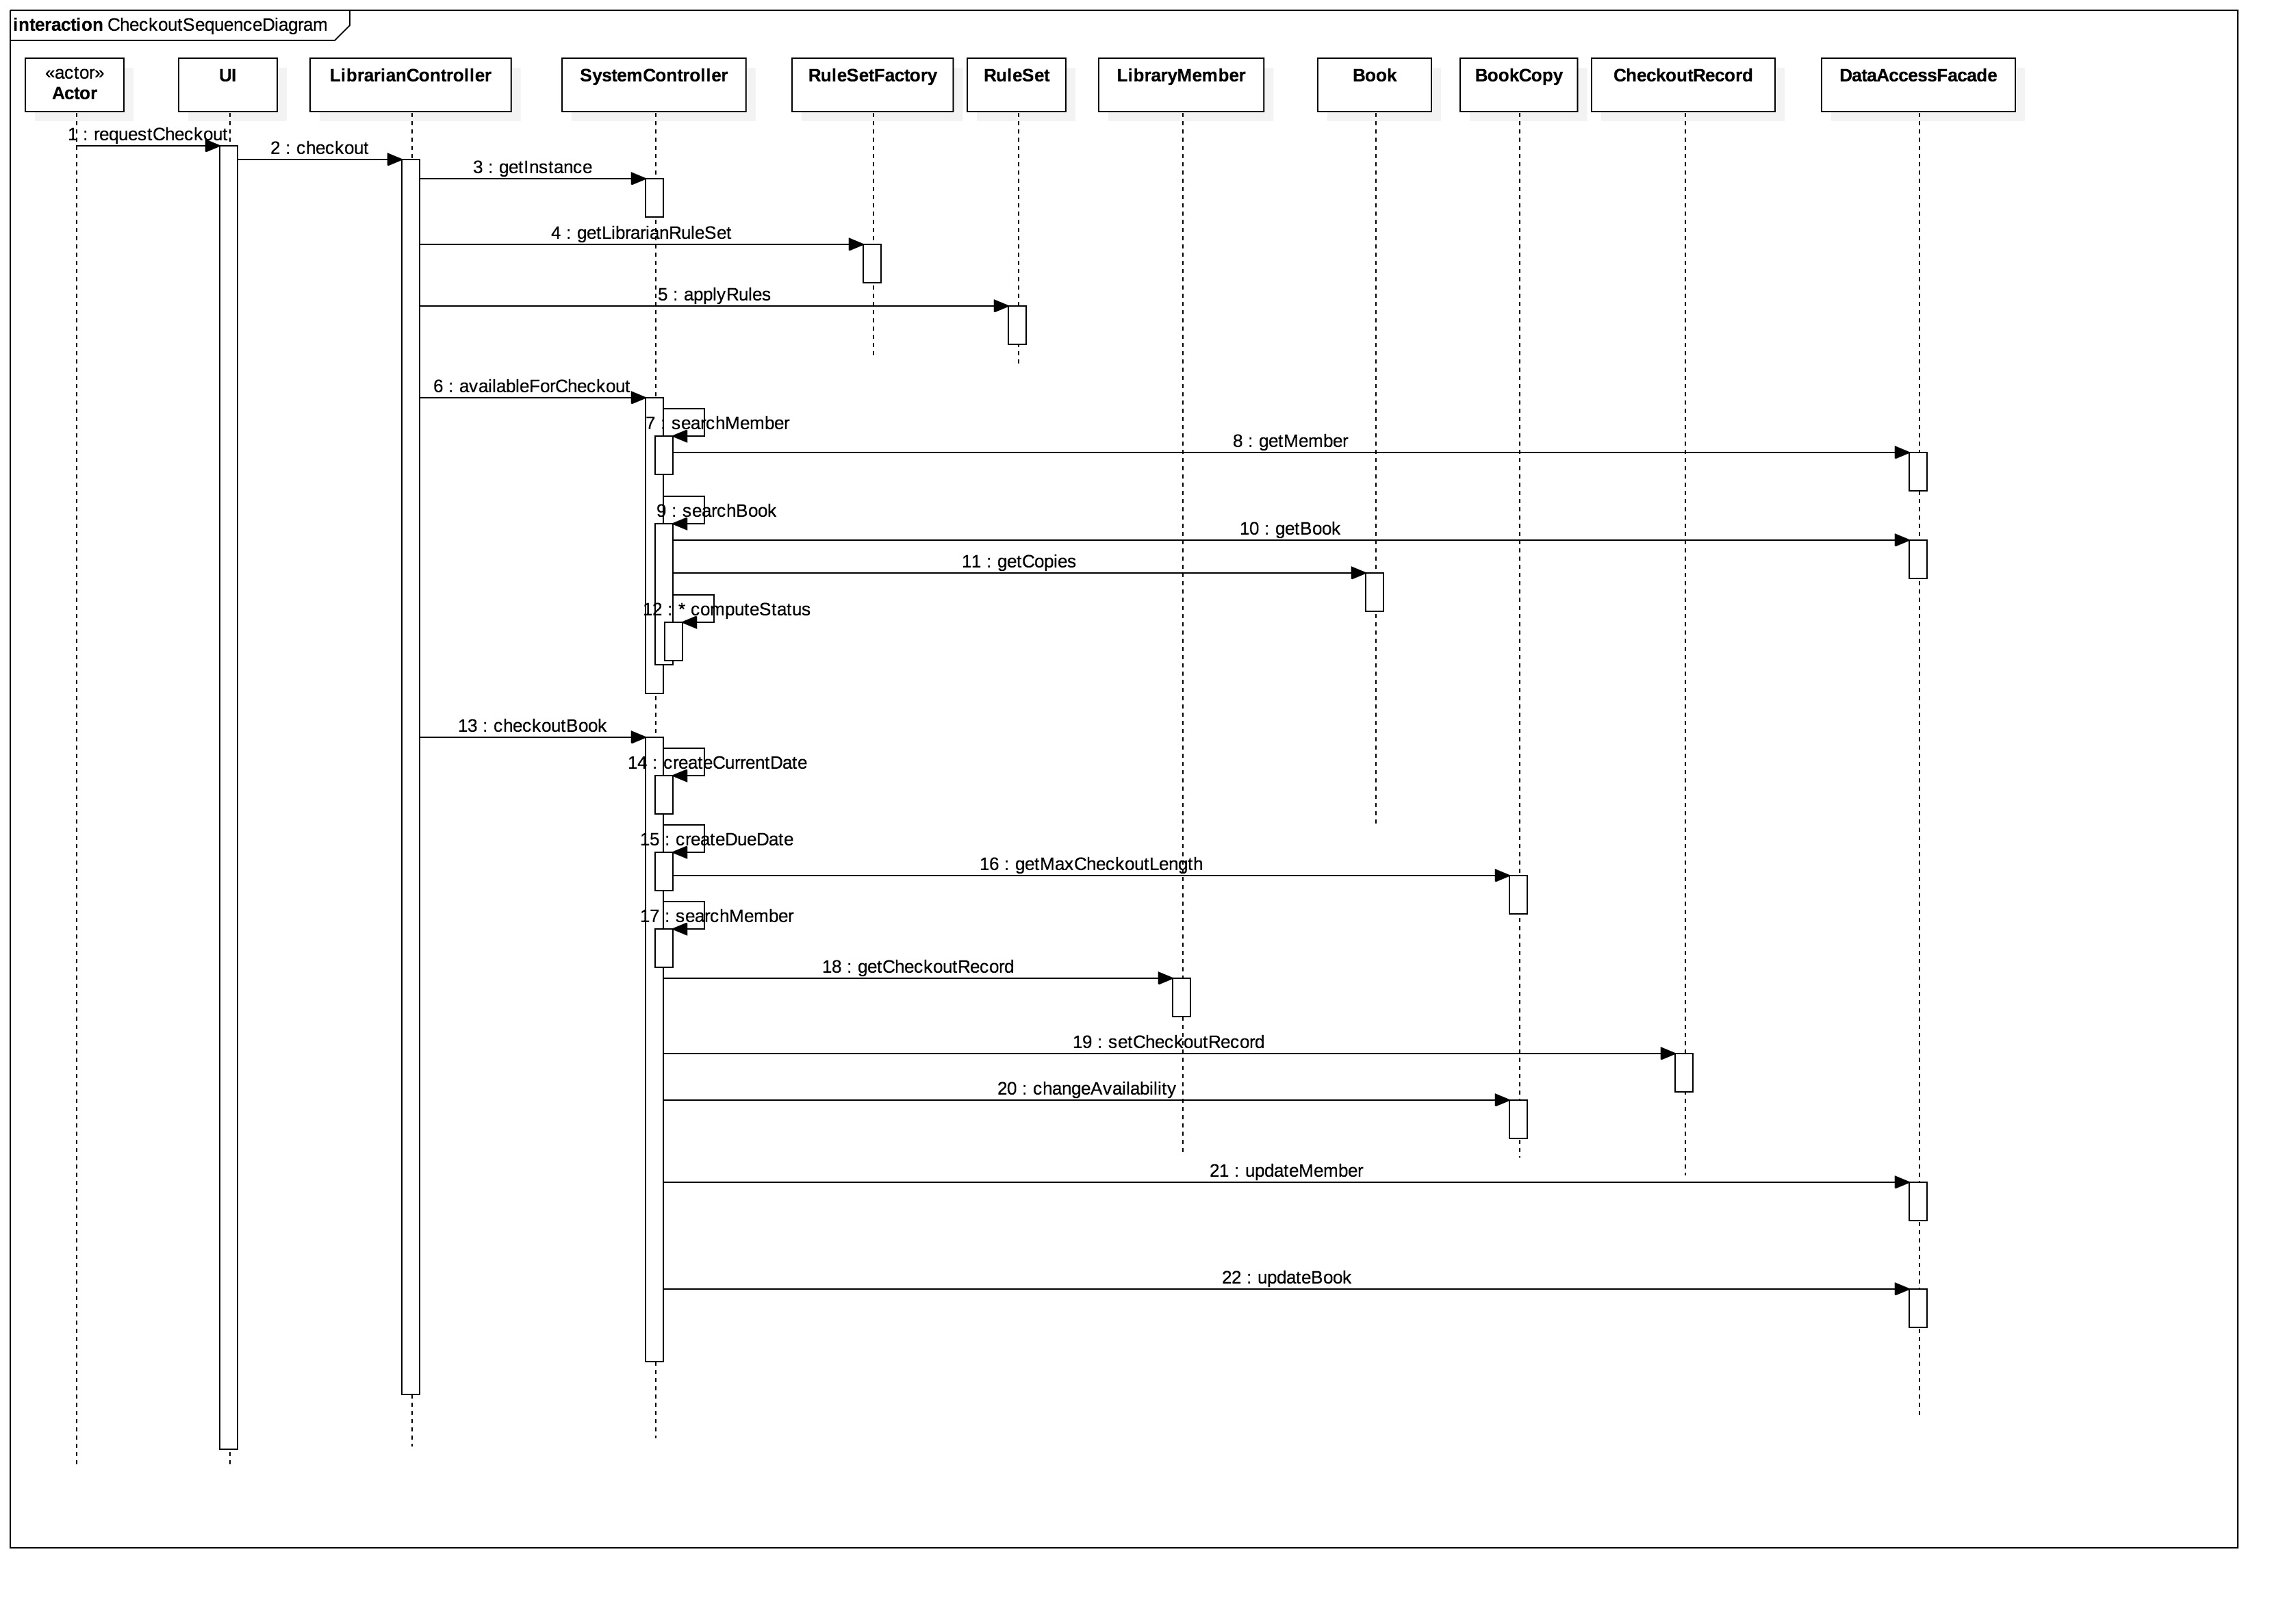 interaction CheckoutSequenceDiagram
«actor»
Actor
UI
LibrarianController
SystemController
RuleSetFactory
RuleSet
LibraryMember
Book
BookCopy
CheckoutRecord
DataAccessFacade
1 : requestCheckout
2 : checkout
3 : getInstance
4 : getLibrarianRuleSet
5 : applyRules
6 : availableForCheckout
7 : searchMember
8 : getMember
9 : searchBook
10 : getBook
11 : getCopies
12 : * computeStatus
13 : checkoutBook
14 : createCurrentDate
15 : createDueDate
16 : getMaxCheckoutLength
17 : searchMember
18 : getCheckoutRecord
19 : setCheckoutRecord
20 : changeAvailability
21 : updateMember
22 : updateBook